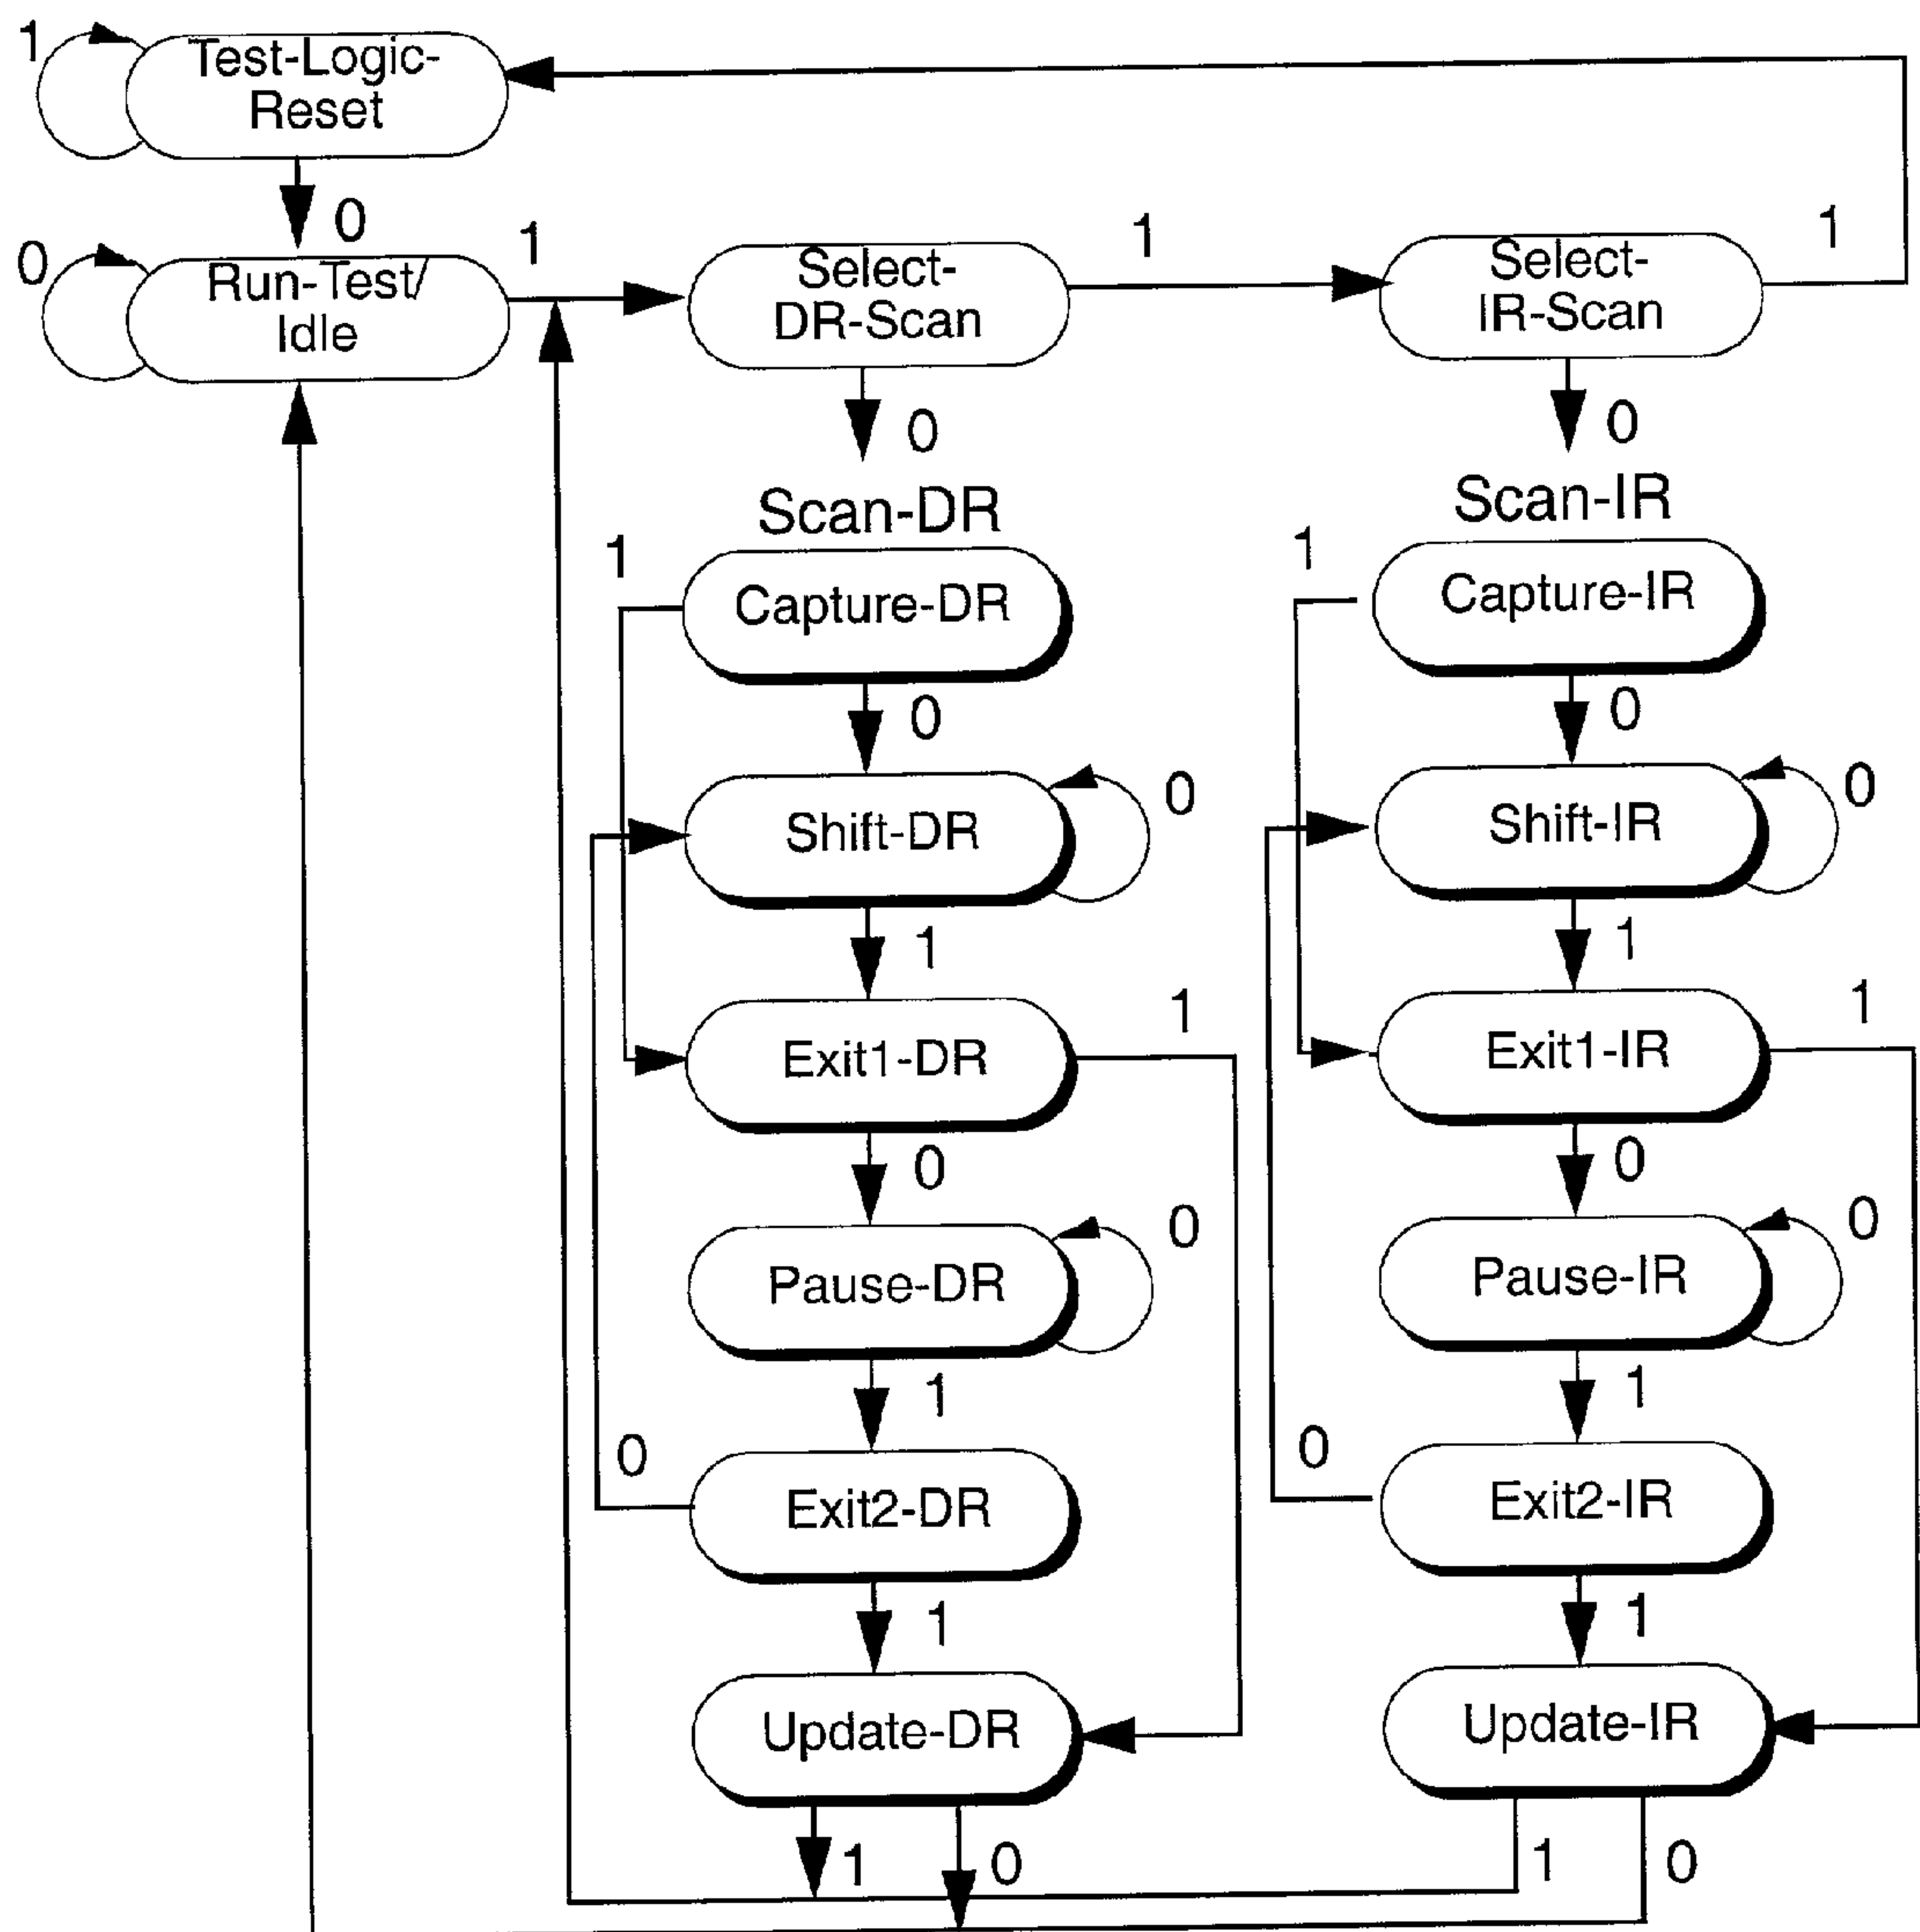 1
Test-Logic-
Reset
0
0
Run-Test/
Idle
1
Select-
DR-Scan
1
Select-
IR-Scan
1
0
0
Scan-DR
Scan-IR
1
Capture-DR
1
Capture-IR
0
0
Shift-DR
0
Shift-IR
0
1
1
Exit1-DR
1
Exit1-IR
1
0
0
Pause-DR
0
Pause-IR
0
1
1
0
Exit2-DR
0
Exit2-IR
1
1
Update-DR
Update-IR
1
0
1
0